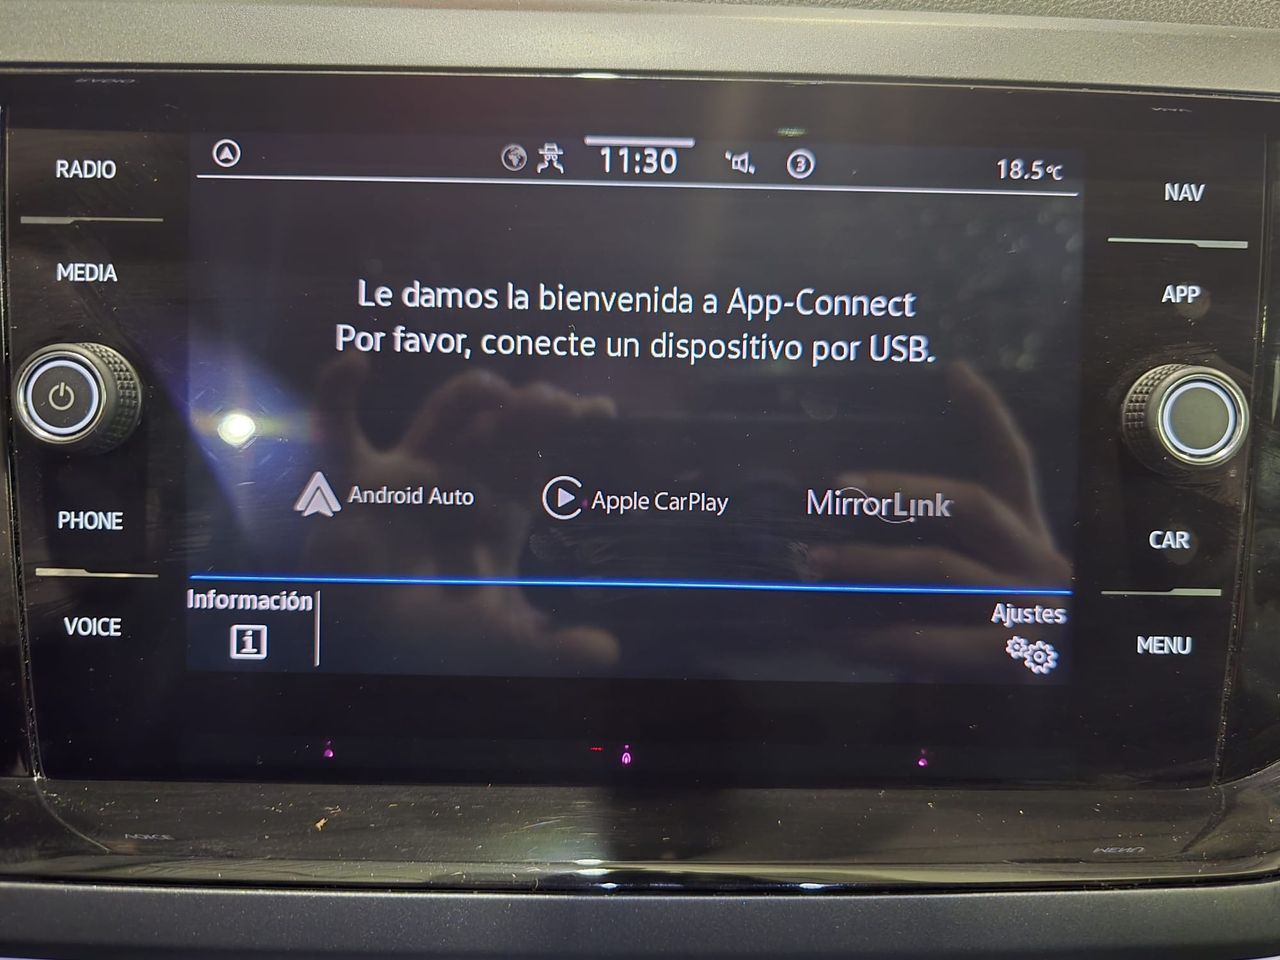 RADIO
MEDIA
PHONE
VOICE
11:30
3
18.5°C
Le damos la bienvenida a App-Connect
Por favor, conecte un dispositivo por USB.
Android Auto
Apple CarPlay
MirrorLink
Información
i
Ajustes
NAV
APP
CAR
MENU